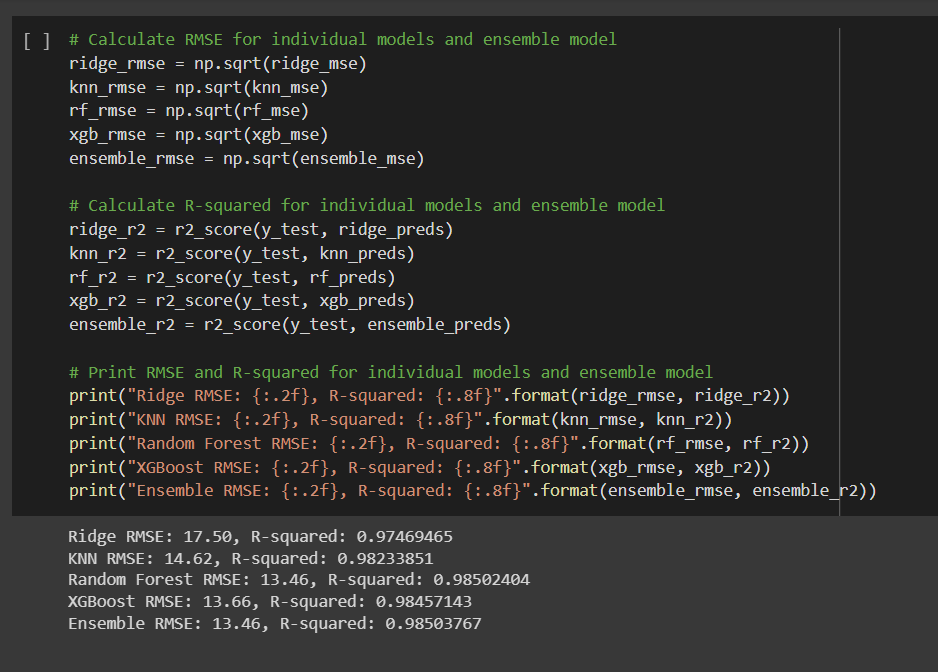 [ ] # Calculate RMSE for individual models and ensemble model
ridge_rmse = np.sqrt(ridge_mse)
knn_rmse = np.sqrt(knn_mse)
rf_rmse = np.sqrt(rf_mse)
xgb_rmse = np.sqrt(xgb_mse)
ensemble_rmse = np.sqrt(ensemble_mse)
# Calculate R-squared for individual models and ensemble model
ridge_r2 = r2_score(y_test, ridge_preds)
knn_r2 = r2_score(y_test, knn_preds)
rf_r2 = r2_score(y_test, rf_preds)
xgb_r2 = r2_score(y_test, xgb_preds)
ensemble_r2 = r2_score(y_test, ensemble_preds)
# Print RMSE and R-squared for individual models and ensemble model
print("Ridge RMSE: {:.2f}, R-squared: {:.8f}".format(ridge_rmse, ridge_r2))
print("KNN RMSE: {:.2f}, R-squared: {:.8f}".format(knn_rmse, knn_r2))
print("Random Forest RMSE: {:.2f}, R-squared: {:.8f}".format(rf_rmse, rf_r2))
print("XGBoost RMSE: {:.2f}, R-squared: {:.8f}".format(xgb_rmse, xgb_r2))
print("Ensemble RMSE: {:.2f}, R-squared: {:.8f}".format(ensemble_rmse, ensemble_r2))
Ridge RMSE: 17.50, R-squared: 0.97469465
KNN RMSE: 14.62, R-squared: 0.98233851
Random Forest RMSE: 13.46, R-squared: 0.98502404
XGBoost RMSE: 13.66, R-squared: 0.98457143
Ensemble RMSE: 13.46, R-squared: 0.98503767